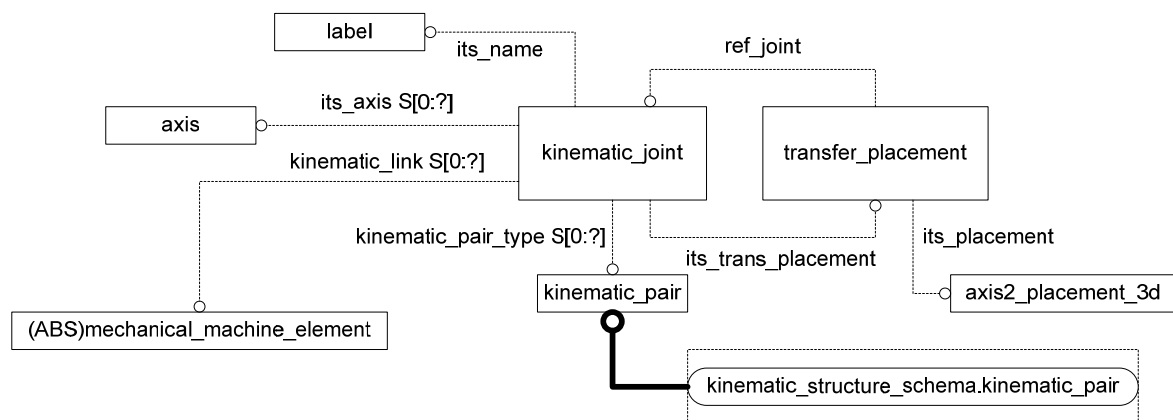 label
its_name
ref_joint
its_axis S[0:?]
axis
kinematic_joint
transfer_placement
kinematic_link S[0:?]
kinematic_pair_type S[0:?]
its_trans_placement
its_placement
kinematic_pair
axis2_placement_3d
(ABS)mechanical_machine_element
kinematic_structure_schema.kinematic_pair